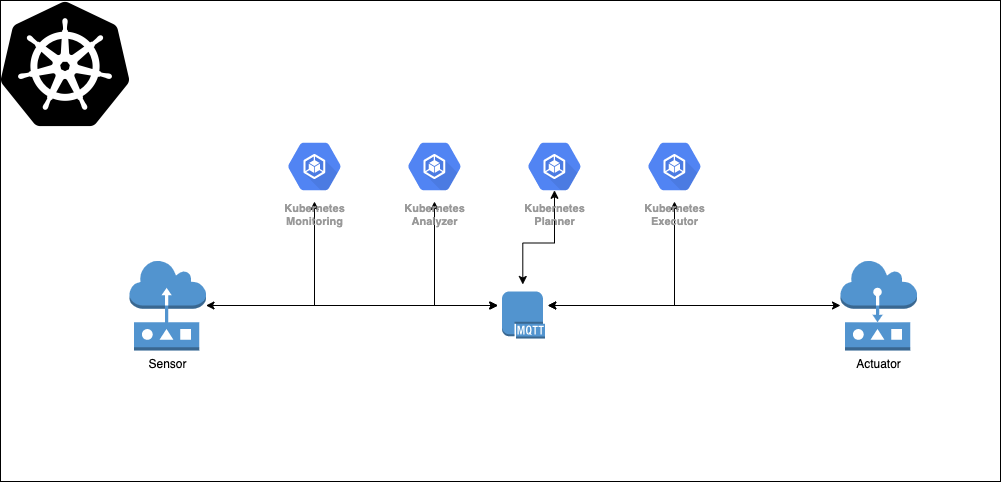 Kubernetes
Monitoring
Kubernetes
Analyzer
Kubernetes
Planner
Kubernetes
Executor
MQTT
Sensor
Actuator